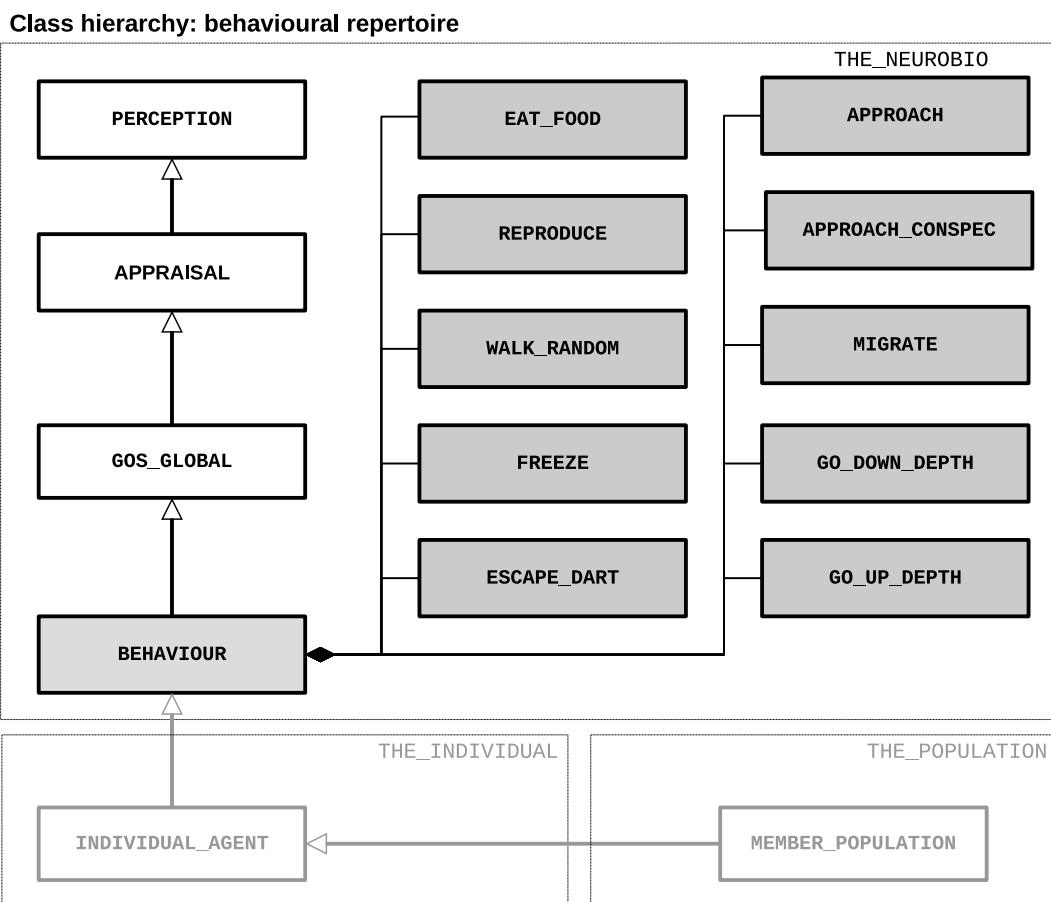 Class hierarchy: behavioural repertoire
THE_NEUROBIO
PERCEPTION
APPRAISAL
GOS_GLOBAL
BEHAVIOUR
EAT_FOOD
REPRODUCE
WALK_RANDOM
FREEZE
ESCAPE_DART
APPROACH
APPROACH_CONSPEC
MIGRATE
GO_DOWN_DEPTH
GO_UP_DEPTH
THE_INDIVIDUAL
INDIVIDUAL_AGENT
THE_POPULATION
MEMBER_POPULATION